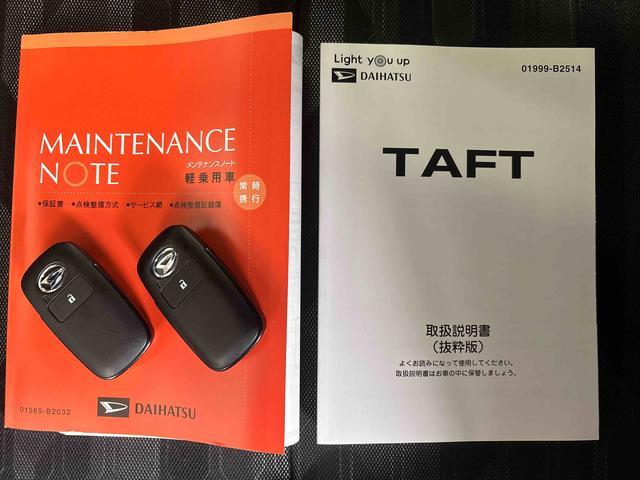 MAINTENANCE
NOTE
メンテナンスノート
軽乗用車
常時
携行
●保証書 ●点検整備方式 ●サービス網 ●点検整備記録簿
01989-B2032
DAIHATSU
Light you up
DAIHATSU
01999-B2514
TAFT
取扱説明書
（抜粋版）
よくお読みになって使用してください。
取扱説明書はお車の中に保管しましょう。